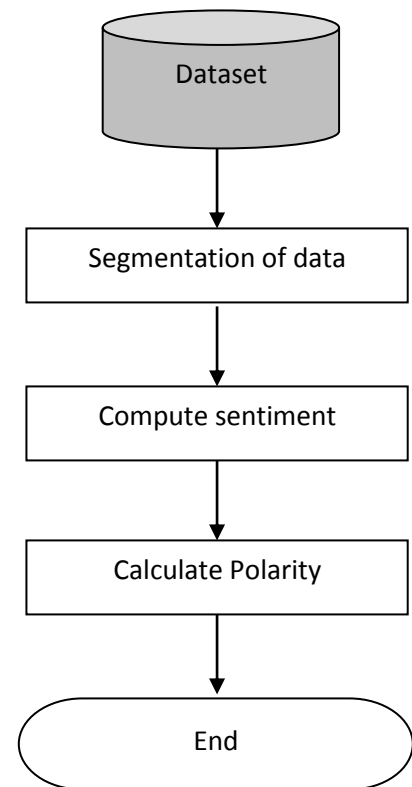 Dataset
Segmentation of data
Compute sentiment
Calculate Polarity
End